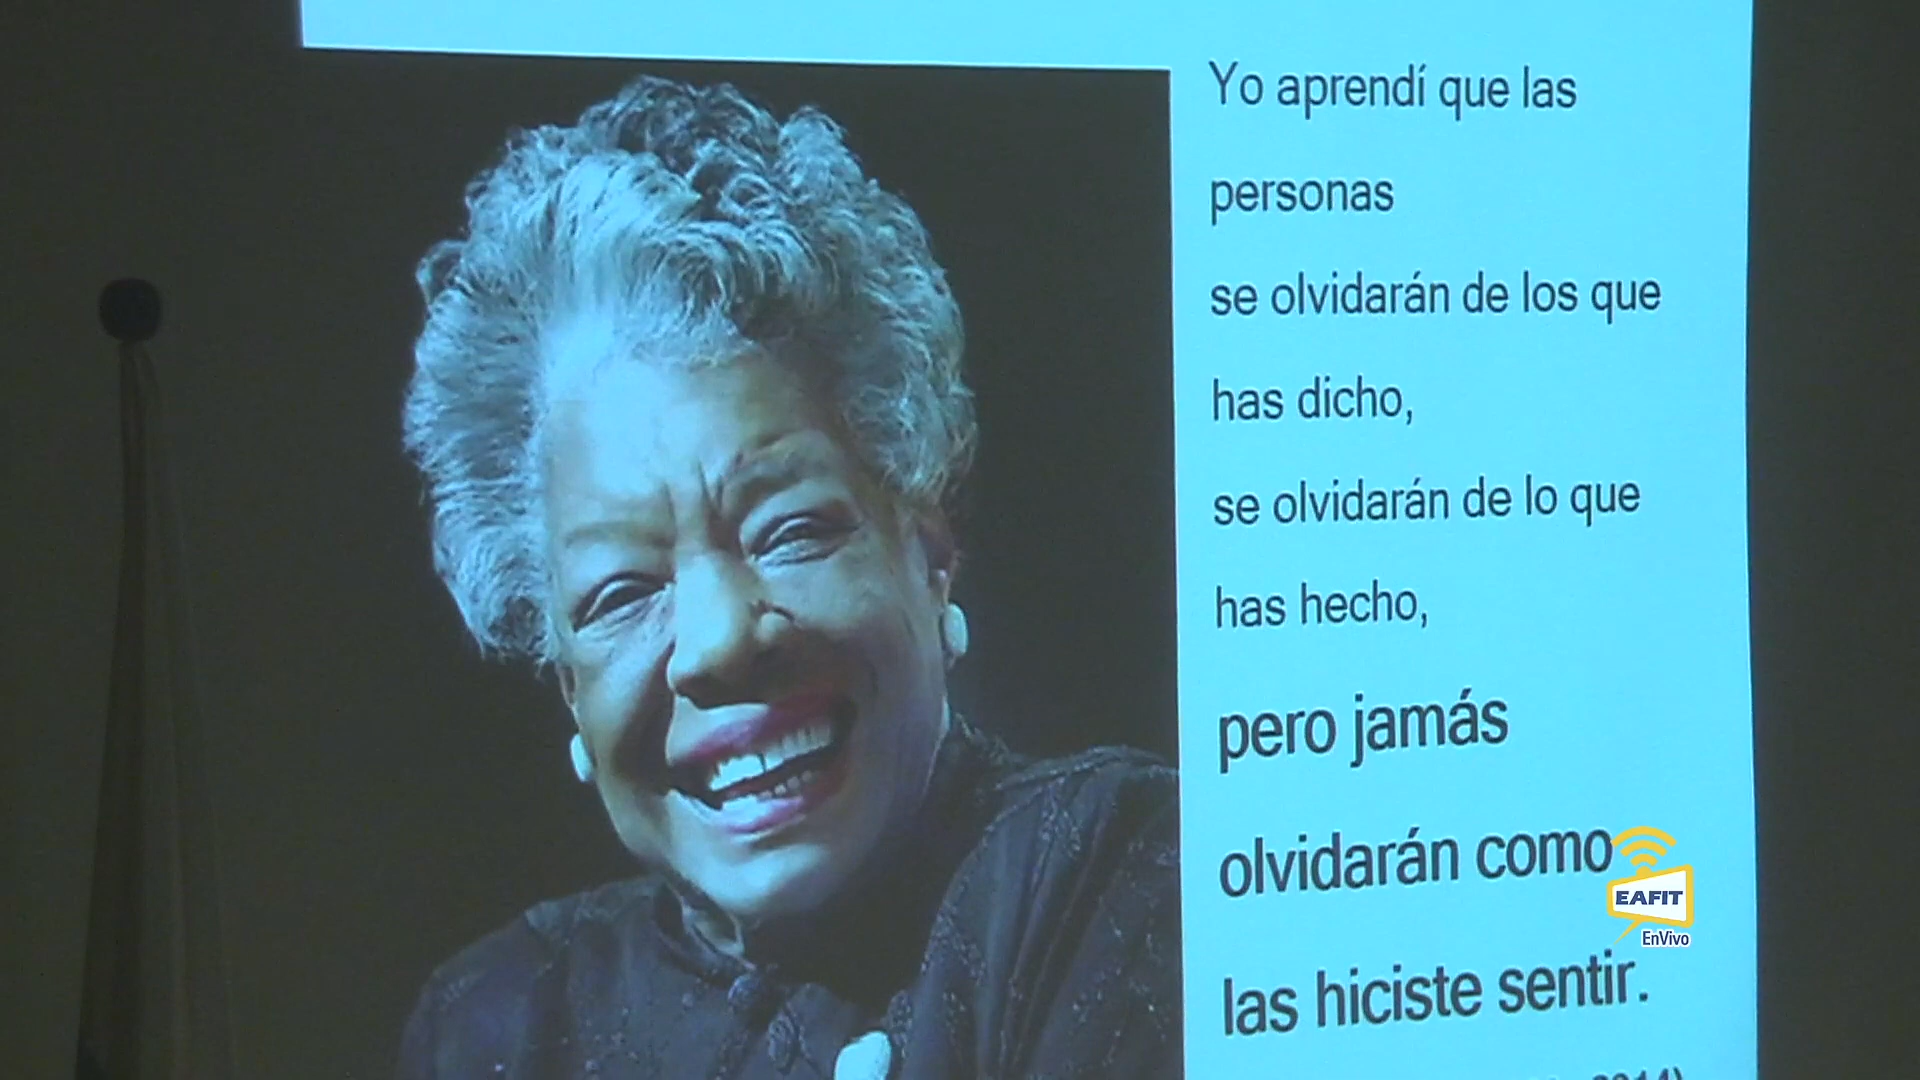 Yo aprendí que las
personas
se olvidarán de los que
has dicho,
se olvidarán de lo que
has hecho,
pero jamás
olvidarán como
las hiciste sentir.
2014)
EAFIT
EnVivo